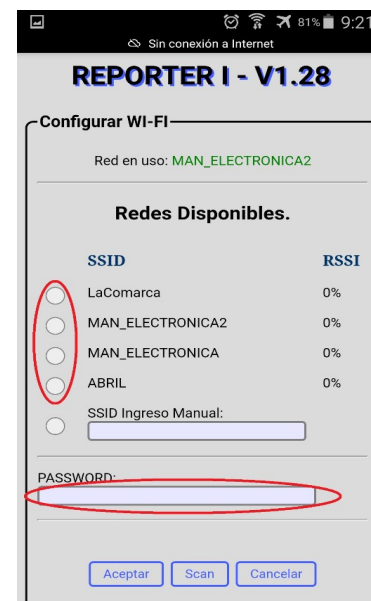 81% 9:21
Sin conexión a Internet
REPORTER I - V1.28
Configurar WI-FI
Red en uso: MAN_ELECTRONICA2
Redes Disponibles.
SSID RSSI
LaComarca 0%
MAN_ELECTRONICA2 0%
MAN_ELECTRONICA 0%
ABRIL 0%
SSID Ingreso Manual:
PASSWORD:
Aceptar Scan Cancelar